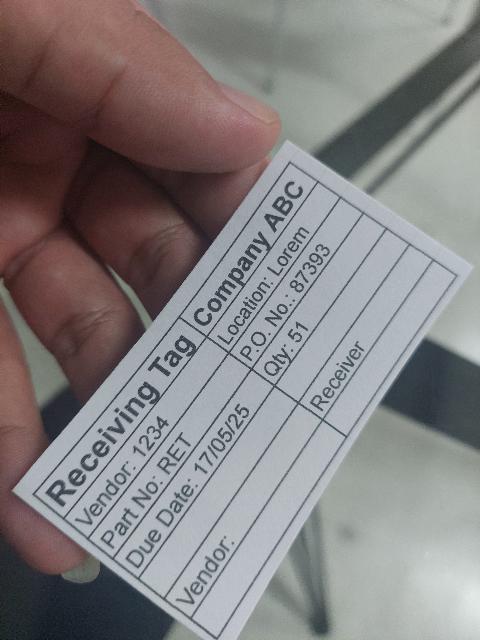 Receiving Tag Company ABC
Vendor: 1234 Location: Lorem
Part No: RET P.O. No.: 87393
Due Date: 17/05/25 Qty: 51
Vendor: Receiver